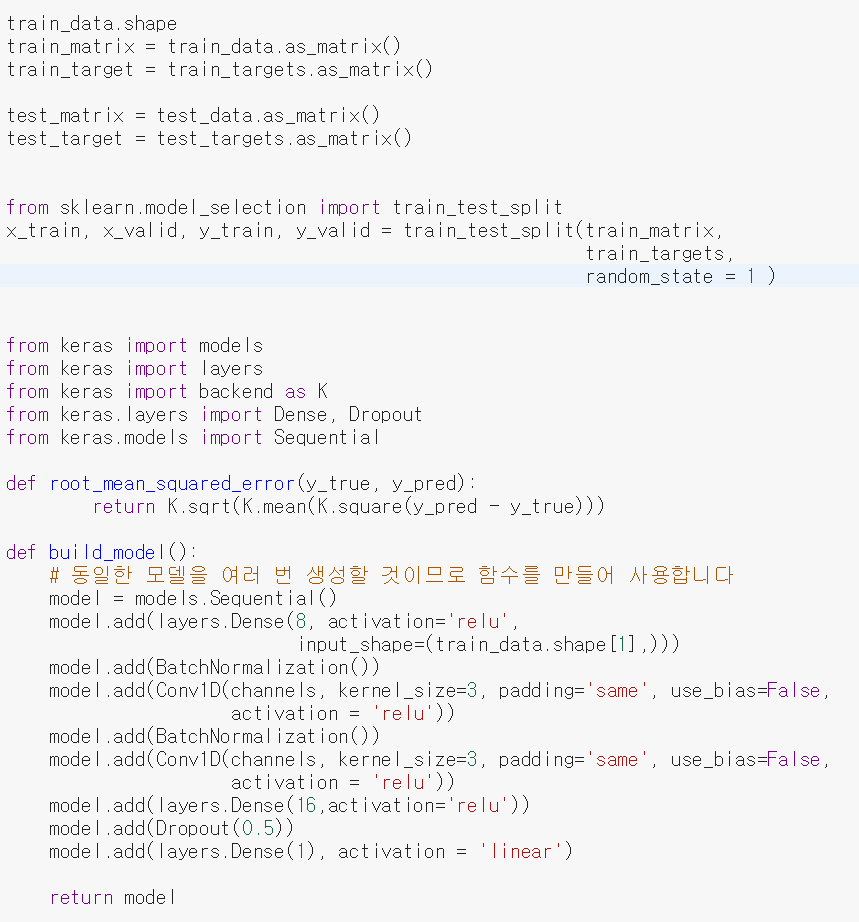 train_data.shape
train_matrix = train_data.as_matrix()
train_target = train_targets.as_matrix()

test_matrix = test_data.as_matrix()
test_target = test_targets.as_matrix()


from sklearn.model_selection import train_test_split
x_train, x_valid, y_train, y_valid = train_test_split(train_matrix,
                                                      train_targets,
                                                      random_state = 1 )


from keras import models
from keras import layers
from keras import backend as K
from keras.layers import Dense, Dropout
from keras.models import Sequential

def root_mean_squared_error(y_true, y_pred):
        return K.sqrt(K.mean(K.square(y_pred - y_true)))

def build_model():
    # 동일한 모델을 여러 번 생성할 것이므로 함수를 만들어 사용합니다
    model = models.Sequential()
    model.add(layers.Dense(8, activation='relu',
                           input_shape=(train_data.shape[1],)))
    model.add(BatchNormalization())
    model.add(Conv1D(channels, kernel_size=3, padding='same', use_bias=False,
                     activation = 'relu'))
    model.add(BatchNormalization())
    model.add(Conv1D(channels, kernel_size=3, padding='same', use_bias=False,
                     activation = 'relu'))
    model.add(layers.Dense(16,activation='relu'))
    model.add(Dropout(0.5))
    model.add(layers.Dense(1), activation = 'linear')

    return model